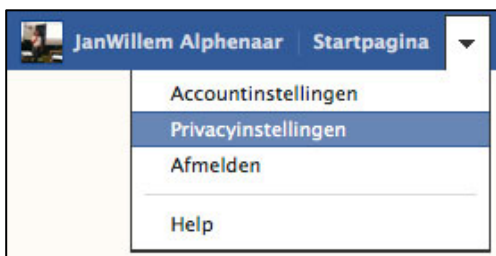 JanWillem Alphenaar Startpagina
Accountinstellingen
Privacyinstellingen
Afmelden
Help